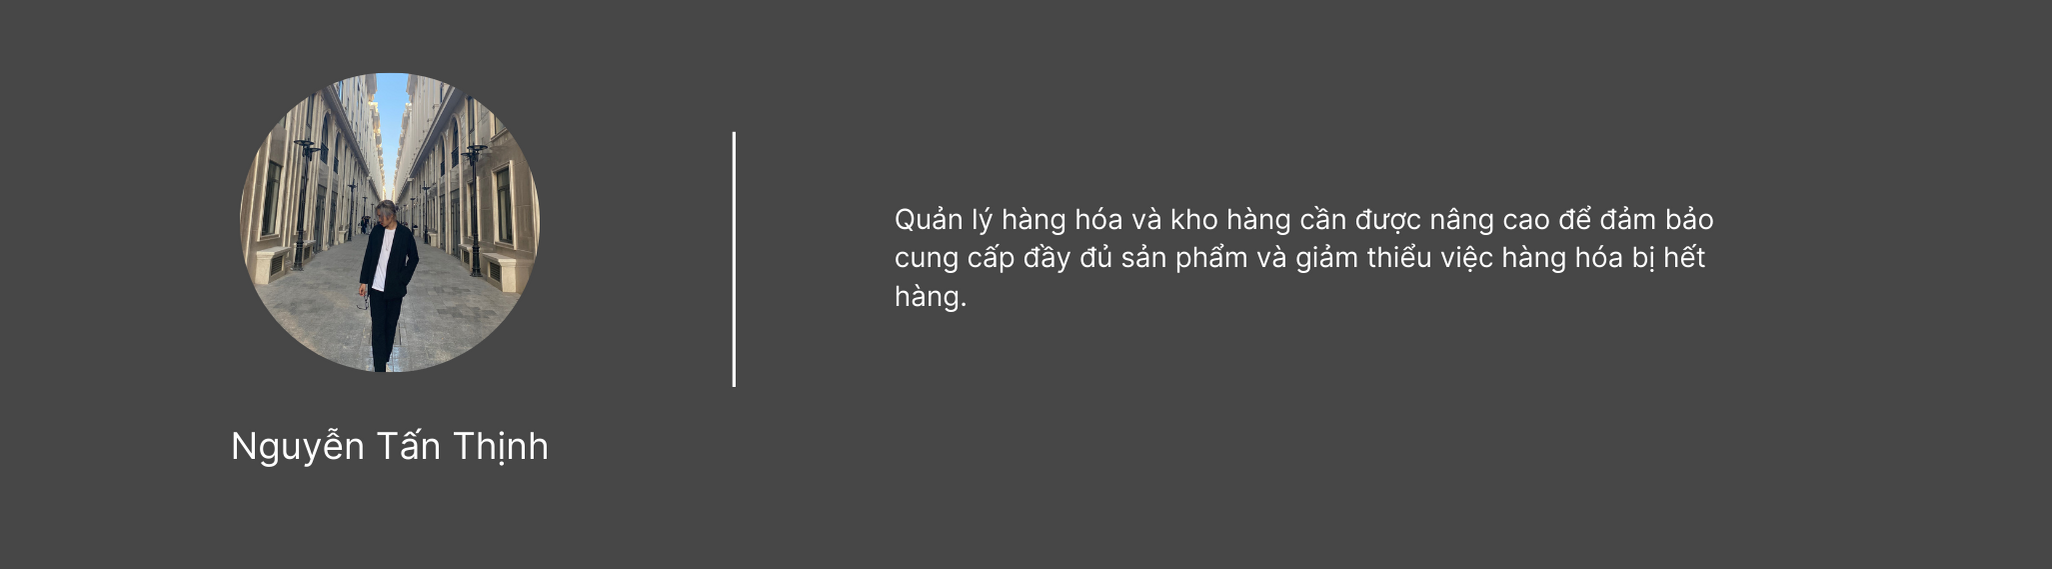 Nguyễn Tấn Thịnh
Quản lý hàng hóa và kho hàng cần được nâng cao để đảm bảo
cung cấp đầy đủ sản phẩm và giảm thiểu việc hàng hóa bị hết
hàng.